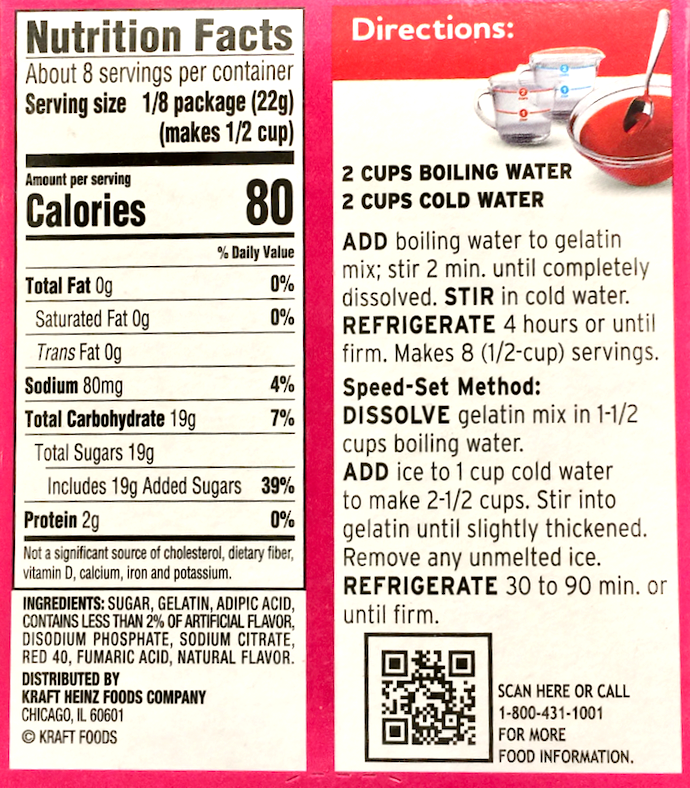 Nutrition Facts
About 8 servings per container
Serving size 1/8 package (22g)
(makes 1/2 cup)
Amount per serving
Calories 80
% Daily Value
Total Fat 0g 0%
Saturated Fat 0g 0%
Trans Fat 0g
Sodium 80mg 4%
Total Carbohydrate 19g 7%
Total Sugars 19g
Includes 19g Added Sugars 39%
Protein 2g 0%
Not a significant source of cholesterol, dietary fiber,
vitamin D, calcium, iron and potassium.
INGREDIENTS: SUGAR, GELATIN, ADIPIC ACID,
CONTAINS LESS THAN 2% OF ARTIFICIAL FLAVOR,
DISODIUM PHOSPHATE, SODIUM CITRATE,
RED 40, FUMARIC ACID, NATURAL FLAVOR.
DISTRIBUTED BY
KRAFT HEINZ FOODS COMPANY
CHICAGO, IL 60601
© KRAFT FOODS
Directions:
2 CUPS BOILING WATER
2 CUPS COLD WATER
ADD boiling water to gelatin
mix; stir 2 min. until completely
dissolved. STIR in cold water.
REFRIGERATE 4 hours or until
firm. Makes 8 (1/2-cup) servings.
Speed-Set Method:
DISSOLVE gelatin mix in 1-1/2
cups boiling water.
ADD ice to 1 cup cold water
to make 2-1/2 cups. Stir into
gelatin until slightly thickened.
Remove any unmelted ice.
REFRIGERATE 30 to 90 min. or
until firm.
SCAN HERE OR CALL
1-800-431-1001
FOR MORE
FOOD INFORMATION.